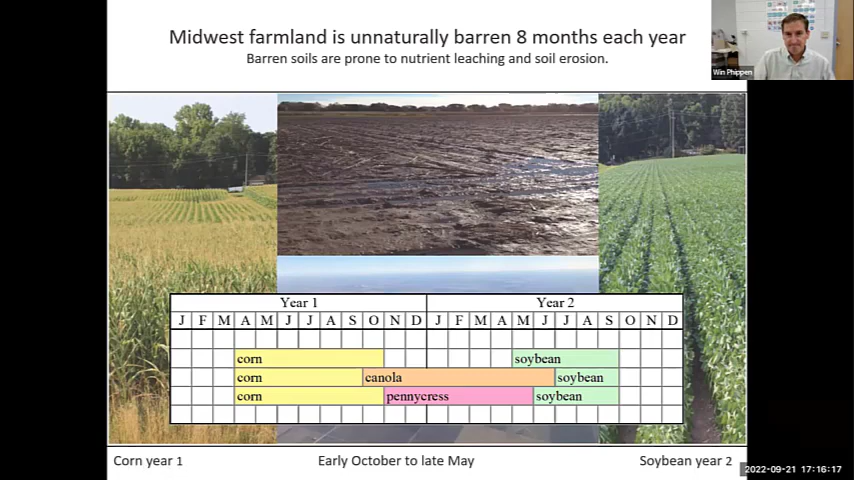 Midwest farmland is unnaturally barren 8 months each year
Barren soils are prone to nutrient leaching and soil erosion.
Win Phippen
Year 1 Year 2
J F M A M J J A S O N D J F M A M J J A S O N D
corn soybean
corn canola soybean
corn pennycress soybean
Corn year 1 Early October to late May Soybean year 2
2022-09-21 17:16:17